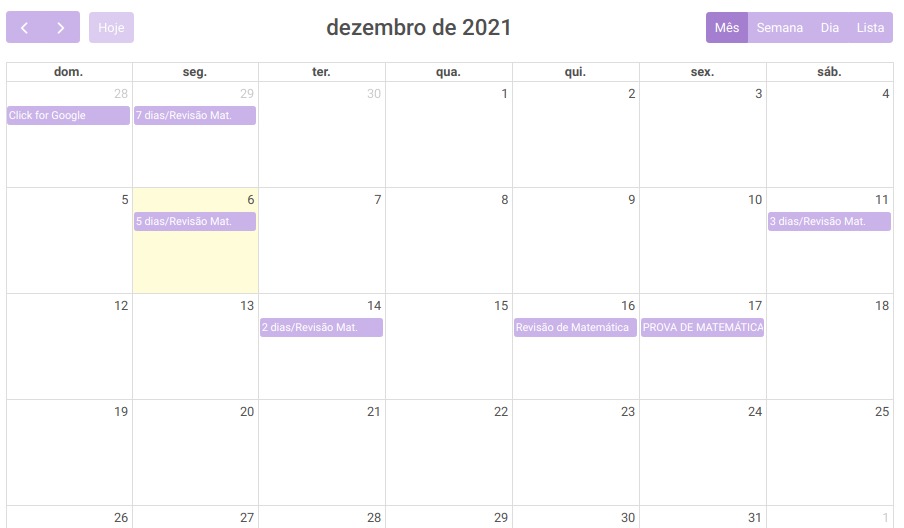 Hoje
dezembro de 2021
Mês Semana Dia Lista
dom. seg. ter. qua. qui. sex. sáb.
28 29 30 1 2 3 4
Click for Google 7 dias/Revisão Mat.
5 6 7 8 9 10 11
5 dias/Revisão Mat. 3 dias/Revisão Mat.
12 13 14 15 16 17 18
2 dias/Revisão Mat. Revisão de Matemática PROVA DE MATEMÁTICA
19 20 21 22 23 24 25
26 27 28 29 30 31 1